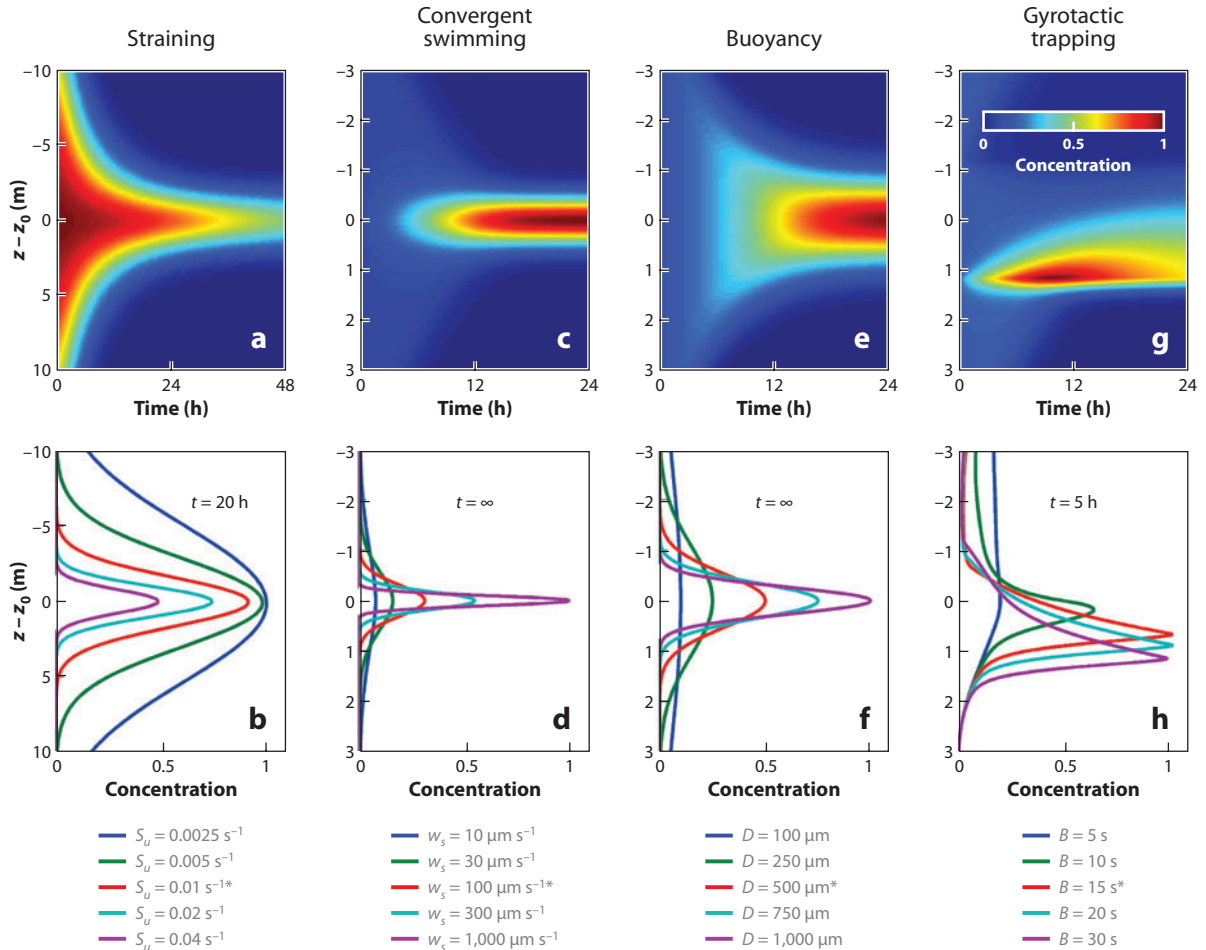 Straining
Convergent
swimming
Buoyancy
Gyrotactic
trapping
z – z₀ (m)
–10
–5
0
5
10
0
24
48
Time (h)
a
–3
–2
–1
0
1
2
3
0
12
24
Time (h)
c
–3
–2
–1
0
1
2
3
0
12
24
Time (h)
e
–3
–2
–1
0
1
2
3
0
0.5
1
Concentration
0
12
24
Time (h)
g
z – z₀ (m)
–10
–5
0
5
10
t = 20 h
b
0
0.5
1
Concentration
–3
–2
–1
0
1
2
3
t = ∞
d
0
0.5
1
Concentration
–3
–2
–1
0
1
2
3
t = ∞
f
0
0.5
1
Concentration
–3
–2
–1
0
1
2
3
t = 5 h
h
0
0.5
1
Concentration
Sᵤ = 0.0025 s⁻¹
Sᵤ = 0.005 s⁻¹
Sᵤ = 0.01 s⁻¹*
Sᵤ = 0.02 s⁻¹
Sᵤ = 0.04 s⁻¹
wₛ = 10 μm s⁻¹
wₛ = 30 μm s⁻¹
wₛ = 100 μm s⁻¹*
wₛ = 300 μm s⁻¹
wₛ = 1,000 μm s⁻¹
D = 100 μm
D = 250 μm
D = 500 μm*
D = 750 μm
D = 1,000 μm
B = 5 s
B = 10 s
B = 15 s*
B = 20 s
B = 30 s